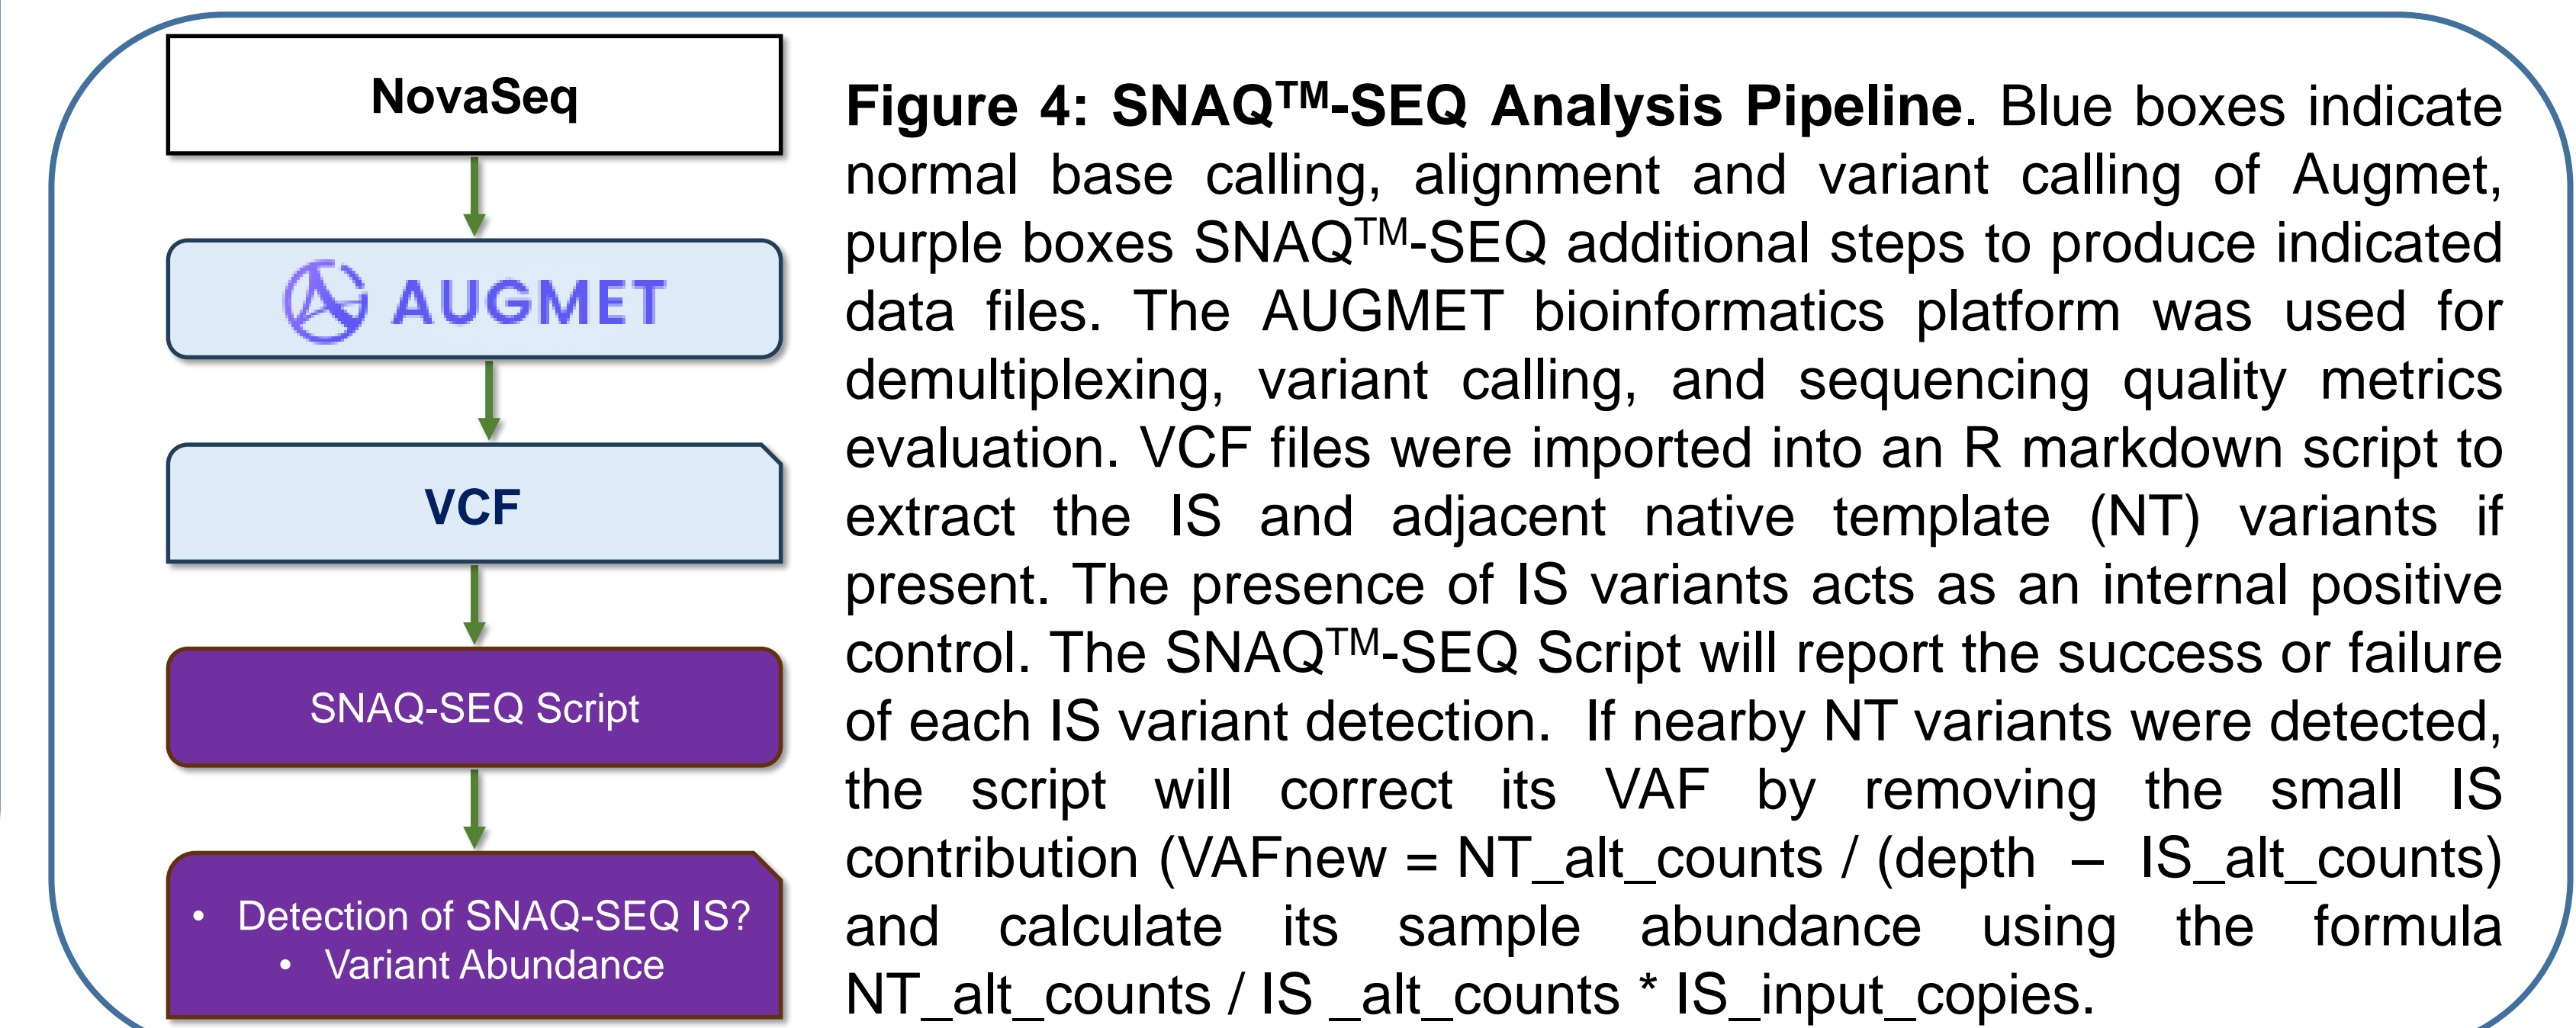 NovaSeq
AUGMET
VCF
SNAQ-SEQ Script
• Detection of SNAQ-SEQ IS?
• Variant Abundance
Figure 4: SNAQTM-SEQ Analysis Pipeline. Blue boxes indicate
normal base calling, alignment and variant calling of Augmet,
purple boxes SNAQTM-SEQ additional steps to produce indicated
data files. The AUGMET bioinformatics platform was used for
demultiplexing, variant calling, and sequencing quality metrics
evaluation. VCF files were imported into an R markdown script to
extract the IS and adjacent native template (NT) variants if
present. The presence of IS variants acts as an internal positive
control. The SNAQTM-SEQ Script will report the success or failure
of each IS variant detection. If nearby NT variants were detected,
the script will correct its VAF by removing the small IS
contribution (VAFnew = NT_alt_counts / (depth – IS_alt_counts)
and calculate its sample abundance using the formula
NT_alt_counts / IS _alt_counts * IS_input_copies.